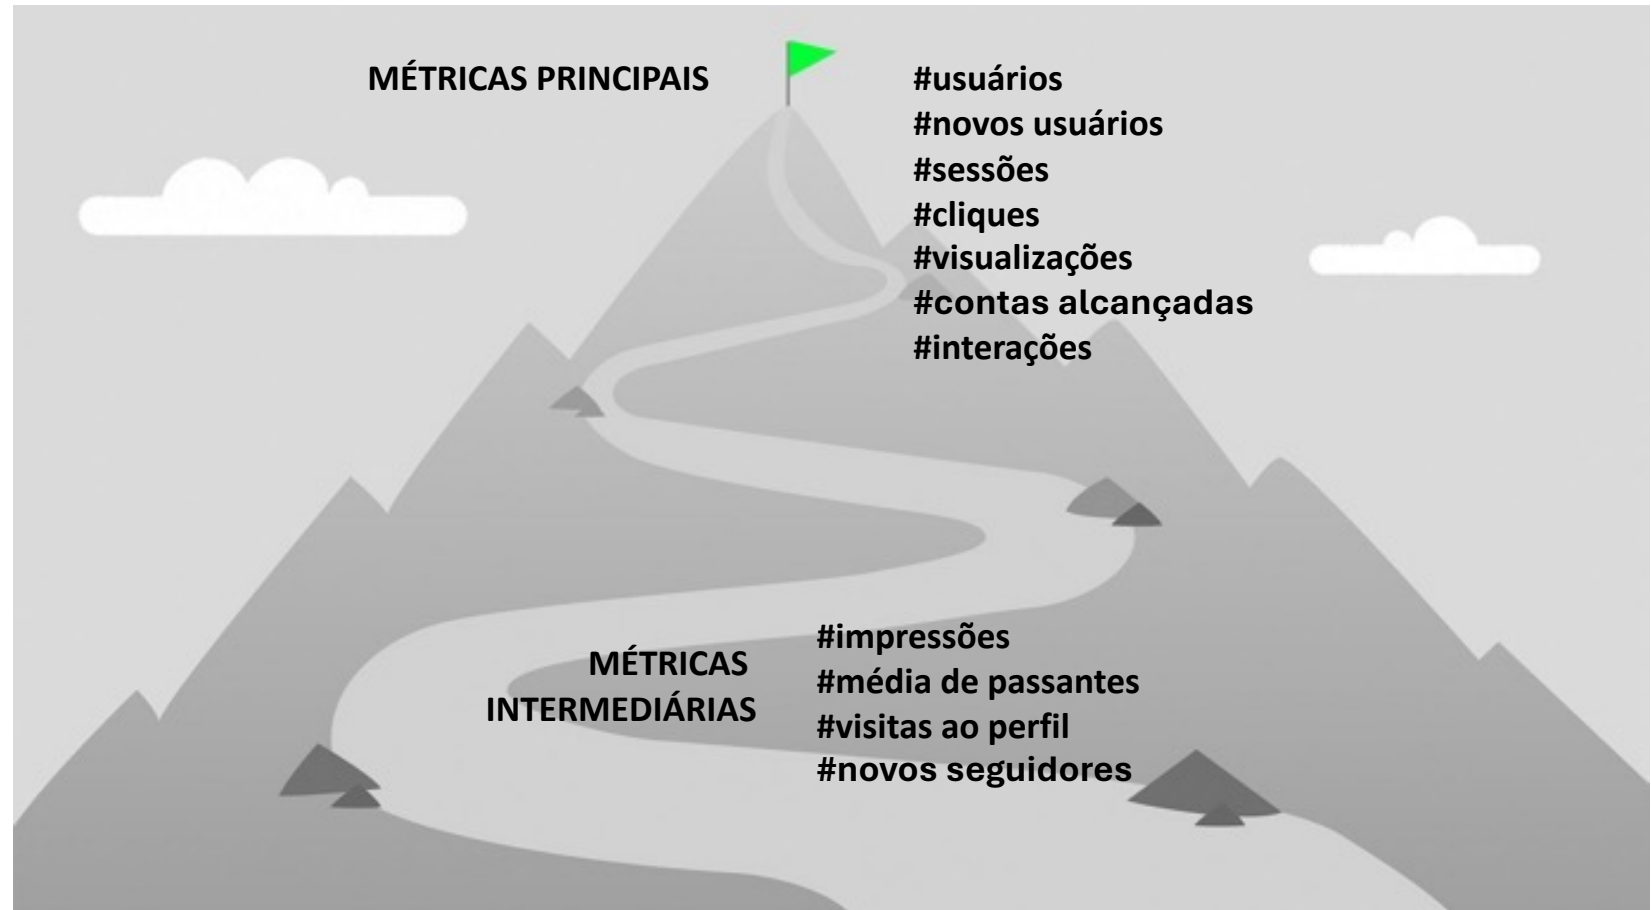 MÉTRICAS PRINCIPAIS
#usuários
#novos usuários
#sessões
#cliques
#visualizações
#contas alcançadas
#interações
MÉTRICAS
INTERMEDIÁRIAS
#impressões
#média de passantes
#visitas ao perfil
#novos seguidores